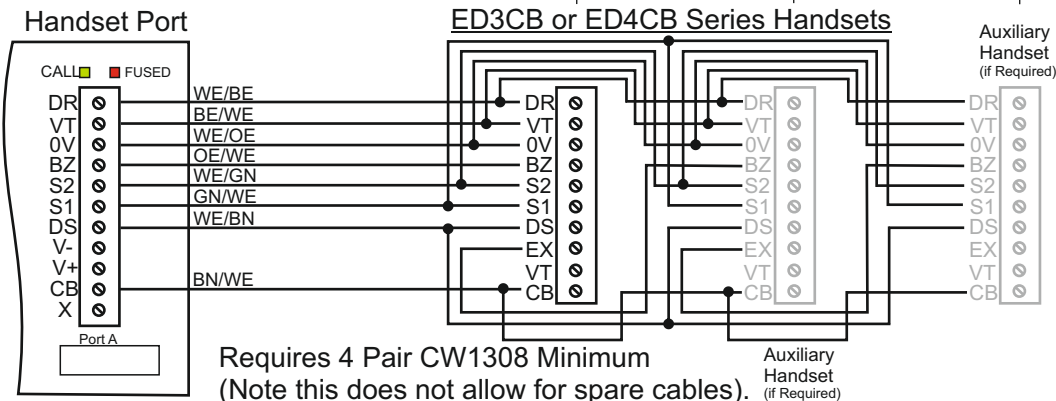 Handset Port
ED3CB or ED4CB Series Handsets
Auxiliary
Handset
(if Required)
CALL FUSED
DR WE/BE DR DR DR
VT BE/WE VT VT VT
0V WE/OE 0V 0V 0V
BZ OE/WE BZ BZ BZ
S2 WE/GN S2 S2 S2
S1 GN/WE S1 S1 S1
DS WE/BN DS DS DS
V- EX EX EX
V+ VT VT VT
CB BN/WE CB CB CB
X
Port A
Requires 4 Pair CW1308 Minimum
(Note this does not allow for spare cables).
Auxiliary
Handset
(if Required)